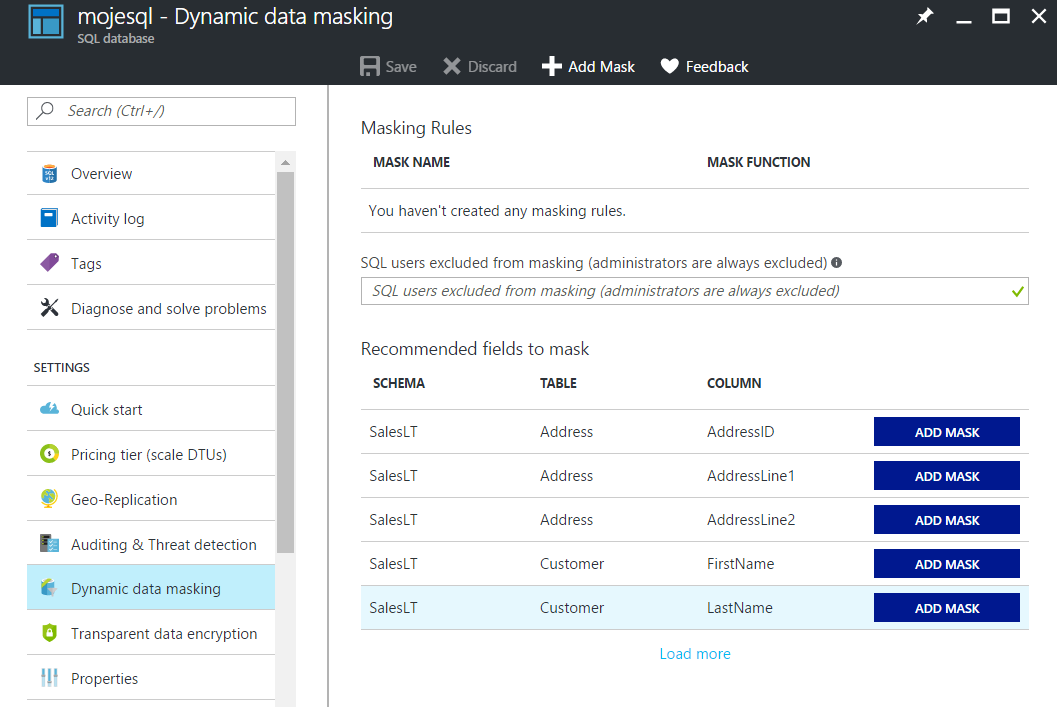 mojesql - Dynamic data masking
SQL database
Save Discard Add Mask Feedback
Search (Ctrl+/)
Overview
Activity log
Tags
Diagnose and solve problems
SETTINGS
Quick start
Pricing tier (scale DTUs)
Geo-Replication
Auditing & Threat detection
Dynamic data masking
Transparent data encryption
Properties
Masking Rules
MASK NAME MASK FUNCTION
You haven't created any masking rules.
SQL users excluded from masking (administrators are always excluded)
SQL users excluded from masking (administrators are always excluded)
Recommended fields to mask
SCHEMA TABLE COLUMN
SalesLT Address AddressID ADD MASK
SalesLT Address AddressLine1 ADD MASK
SalesLT Address AddressLine2 ADD MASK
SalesLT Customer FirstName ADD MASK
SalesLT Customer LastName ADD MASK
Load more